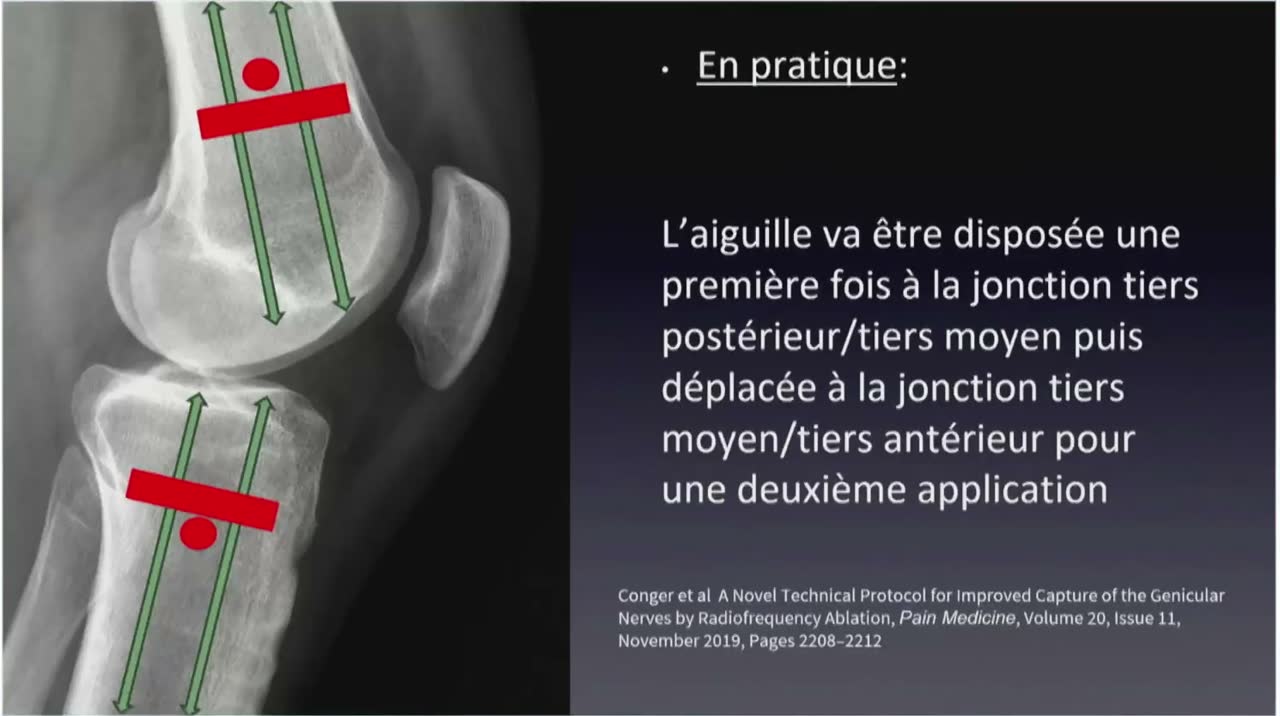 • En pratique:
L’aiguille va être disposée une
première fois à la jonction tiers
postérieur/tiers moyen puis
déplacée à la jonction tiers
moyen/tiers antérieur pour
une deuxième application
Conger et al A Novel Technical Protocol for Improved Capture of the Genicular
Nerves by Radiofrequency Ablation, Pain Medicine, Volume 20, Issue 11,
November 2019, Pages 2208–2212